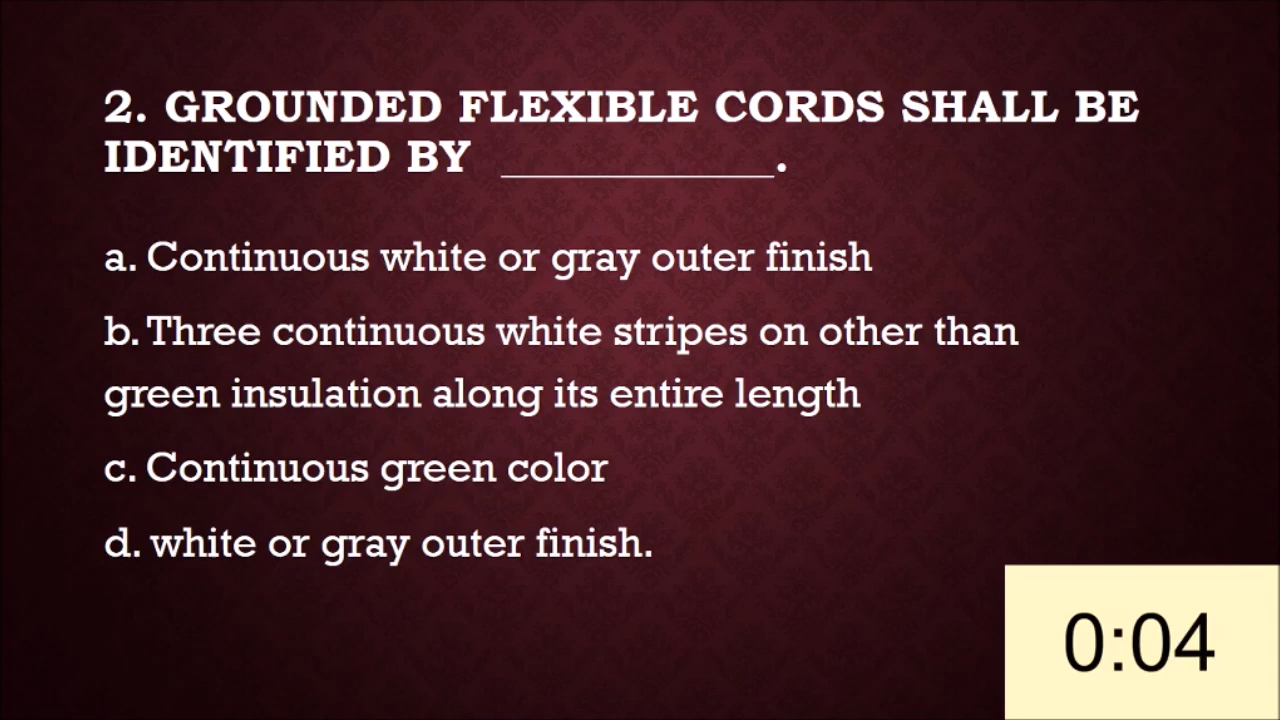 2. GROUNDED FLEXIBLE CORDS SHALL BE
IDENTIFIED BY ____________.
a. Continuous white or gray outer finish
b. Three continuous white stripes on other than
green insulation along its entire length
c. Continuous green color
d. white or gray outer finish.
0:04